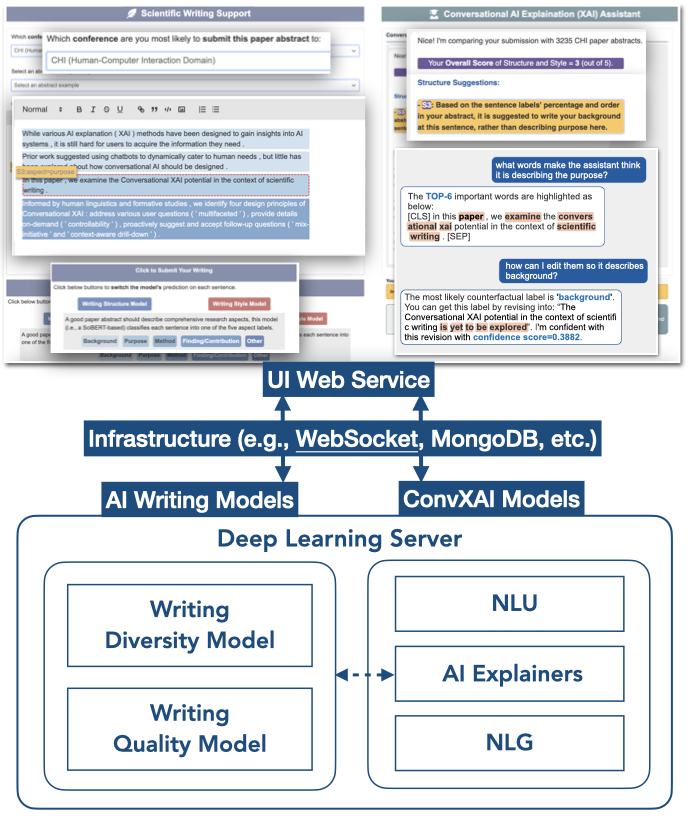 Scientific Writing Support
Which conference are you most likely to submit this paper abstract to:
CHI (Human-Computer Interaction Domain)
Select an abstract example
Normal
While various AI explanation ( XAI ) methods have been designed to gain insights into AI
systems , it is still hard for users to acquire the information they need .
Prior work suggested using chatbots to dynamically cater to human needs , but little has
been explored about how conversational AI should be designed .
S3:aspect=purpose
In this paper , we examine the Conversational XAI potential in the context of scientific
writing .
Informed by human linguistics and formative studies , we identify four design principles of
Conversational XAI : address various user questions ( ' multifaceted ' ) , provide details
on-demand ( ' controllability ' ) , proactively suggest and accept follow-up questions ( ' mix-
initiative ' and ' context-aware drill-down ' ) .
Click to Submit Your Writing
Click below buttons to switch the model's prediction on each sentence.
Writing Structure Model
Writing Style Model
A good paper abstract should describe comprehensive research aspects, this model
(i.e., a SciBERT-based) classifies each sentence into one of the five aspect labels.
Background Purpose Method Finding/Contribution Other
Conversational AI Explaination (XAI) Assistant
Nice! I'm comparing your submission with 3235 CHI paper abstracts.
Your Overall Score of Structure and Style = 3 (out of 5).
Structure Suggestions:
- S3: Based on the sentence labels' percentage and order
in your abstract, it is suggested to write your background
at this sentence, rather than describing purpose here.
what words make the assistant think
it is describing the purpose?
The TOP-6 important words are highlighted as
below:
[CLS] in this paper , we examine the convers
ational xai potential in the context of scientific
writing . [SEP]
how can I edit them so it describes
background?
The most likely counterfactual label is 'background'.
You can get this label by revising into: "The
Conversational XAI potential in the context of scientifi
c writing is yet to be explored". I'm confident with
this revision with confidence score=0.3882.
UI Web Service
Infrastructure (e.g., WebSocket, MongoDB, etc.)
AI Writing Models
ConvXAI Models
Deep Learning Server
Writing
Diversity Model
Writing
Quality Model
NLU
AI Explainers
NLG